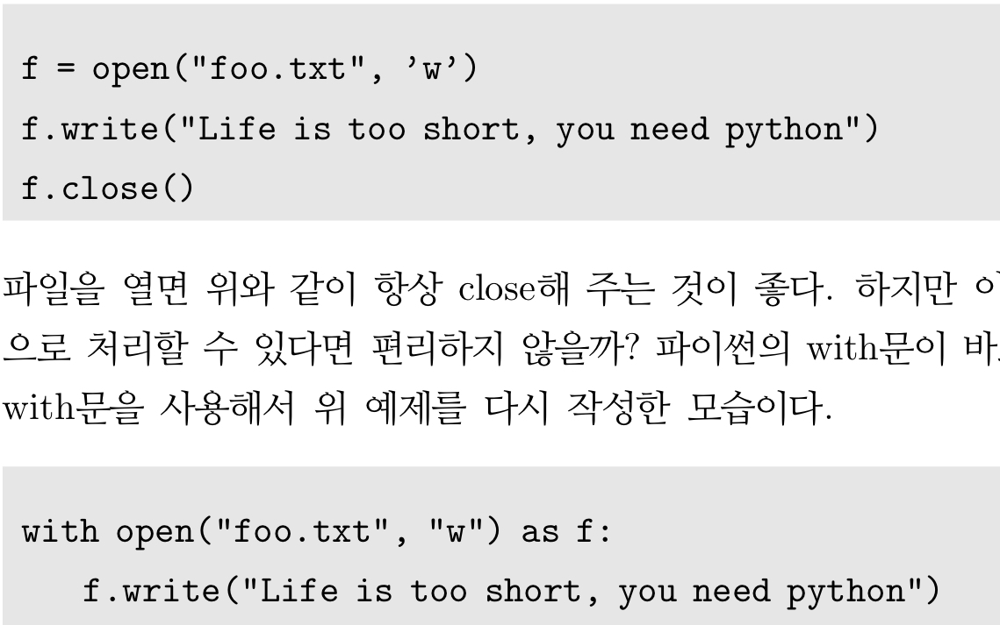 f = open("foo.txt", ’w’)
f.write("Life is too short, you need python")
f.close()
파일을 열면 위와 같이 항상 close해 주는 것이 좋다. 하지만
으로 처리할 수 있다면 편리하지 않을까? 파이썬의 with문이
with문을 사용해서 위 예제를 다시 작성한 모습이다.
with open("foo.txt", "w") as f:
    f.write("Life is too short, you need python")